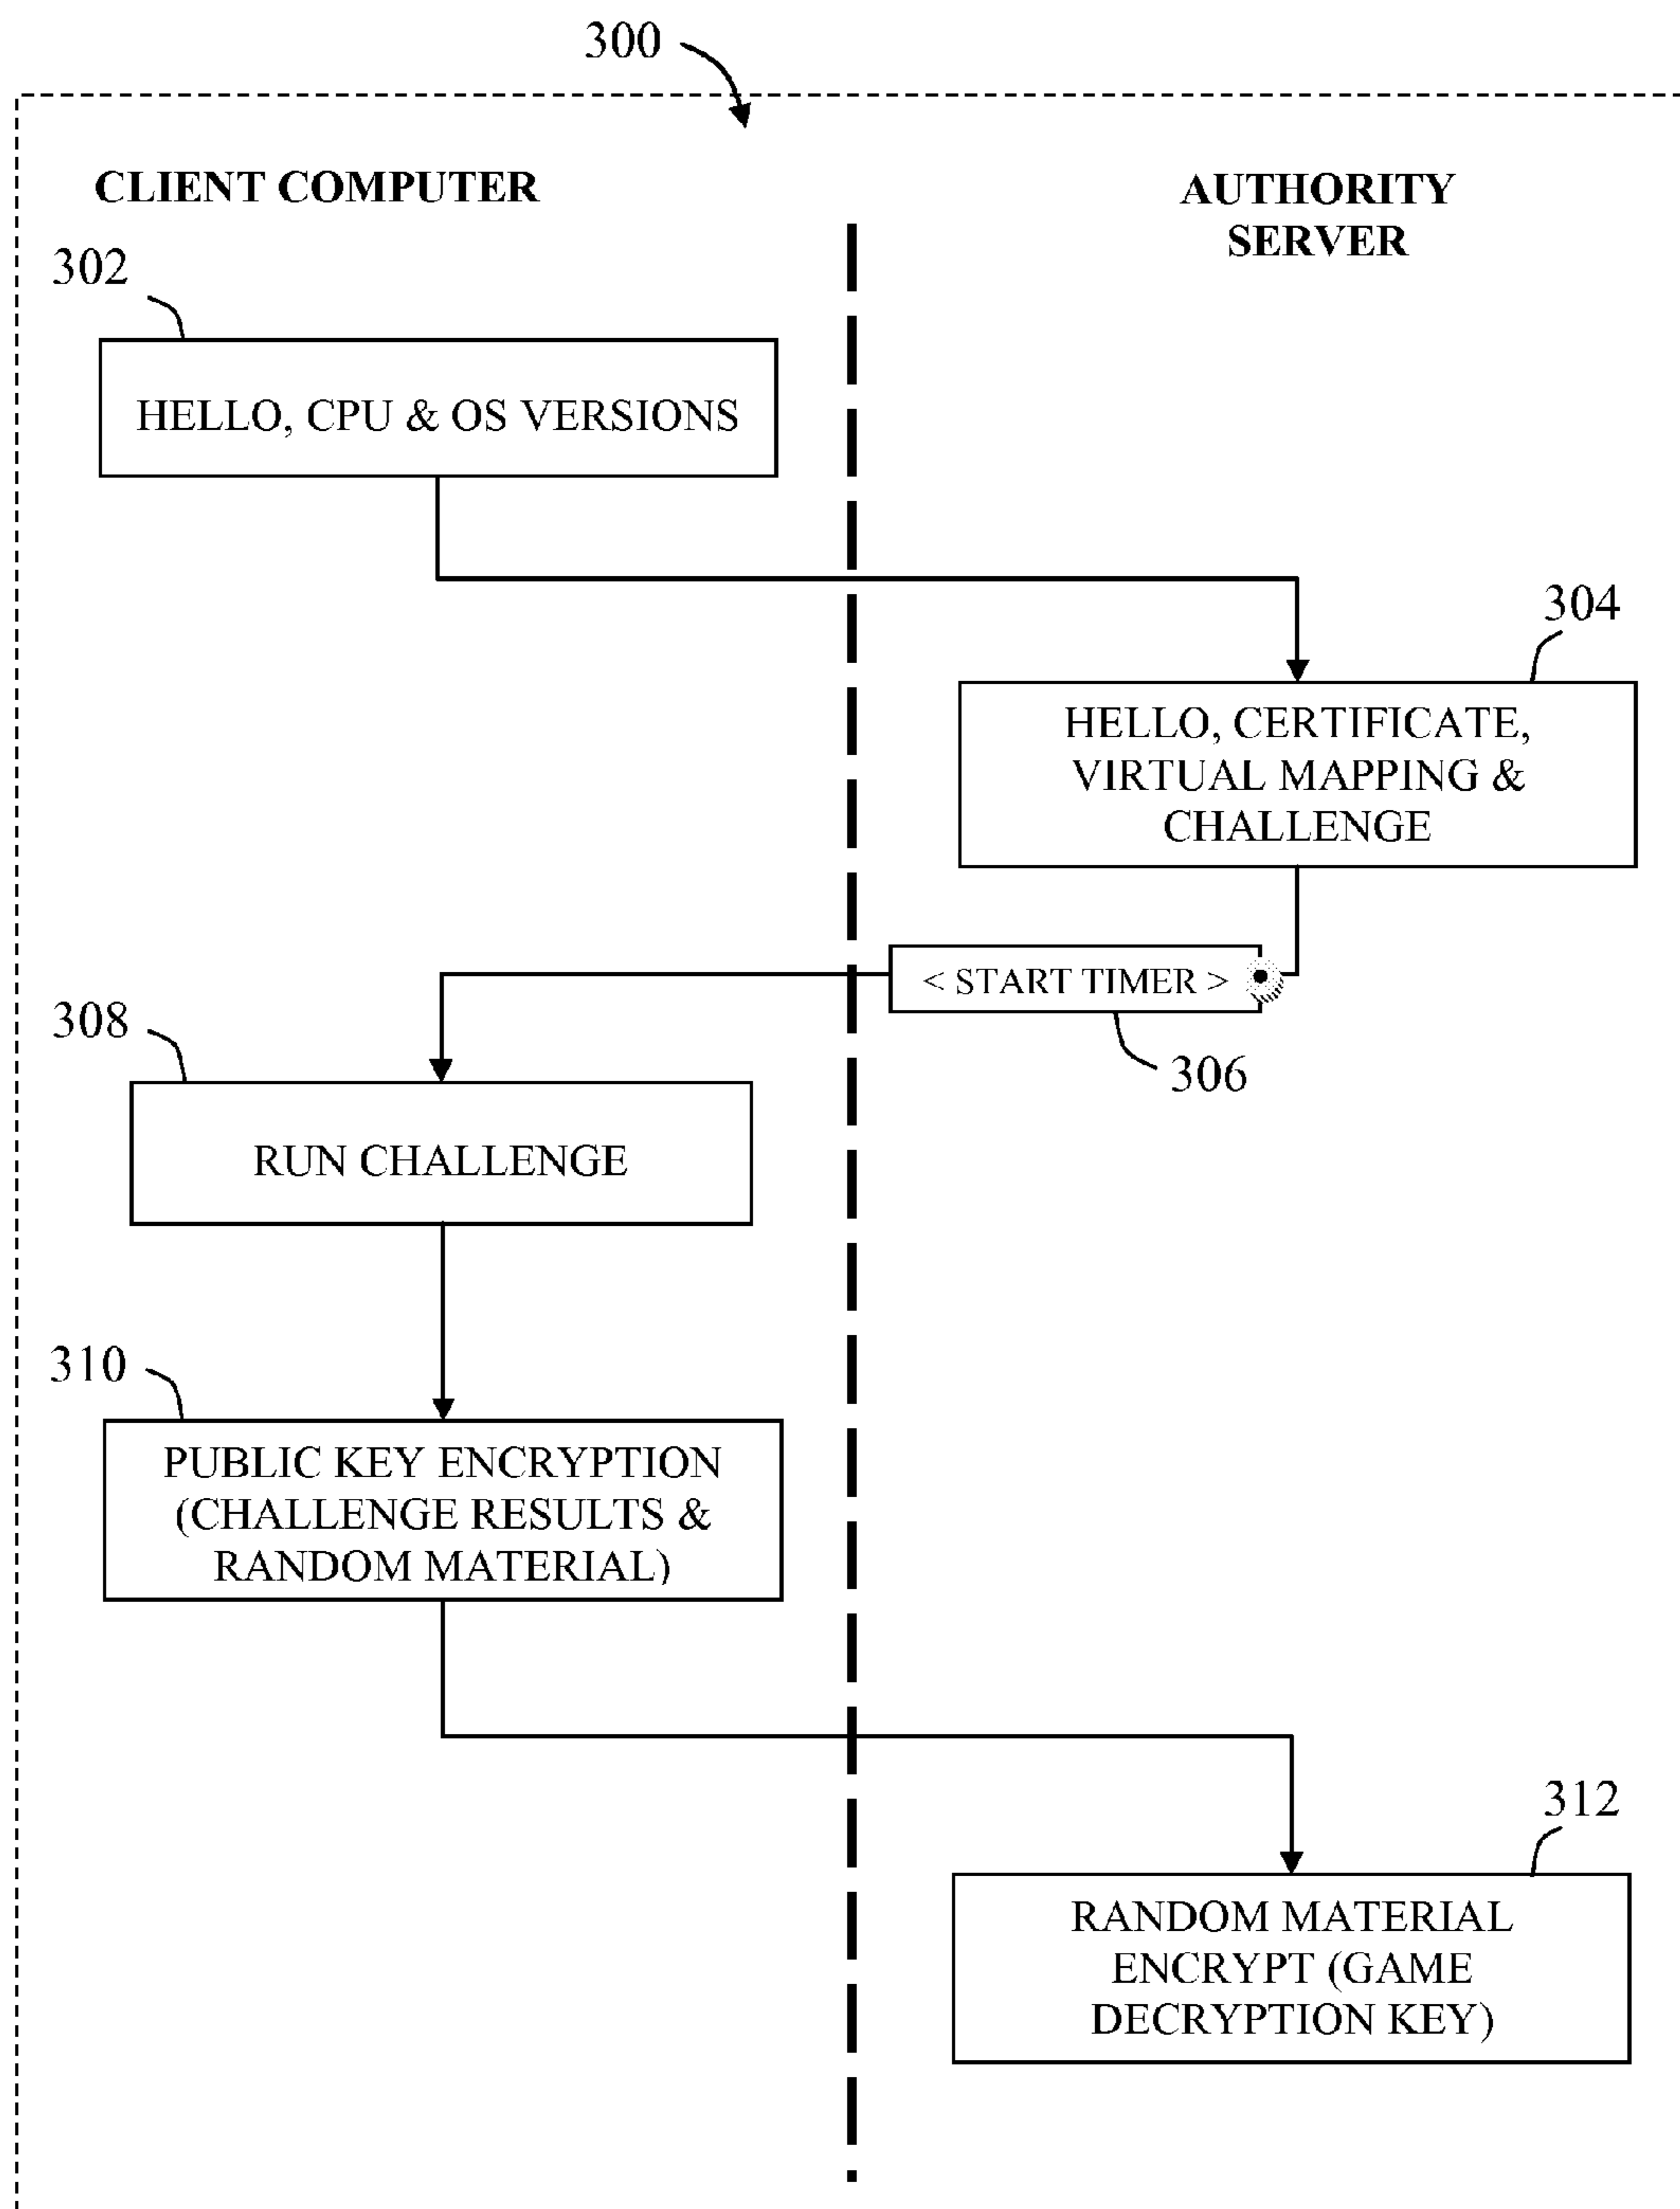 300
CLIENT COMPUTER
AUTHORITY
SERVER
302
HELLO, CPU & OS VERSIONS
304
HELLO, CERTIFICATE,
VIRTUAL MAPPING &
CHALLENGE
< START TIMER >
306
308
RUN CHALLENGE
310
PUBLIC KEY ENCRYPTION
(CHALLENGE RESULTS &
RANDOM MATERIAL)
312
RANDOM MATERIAL
ENCRYPT (GAME
DECRYPTION KEY)